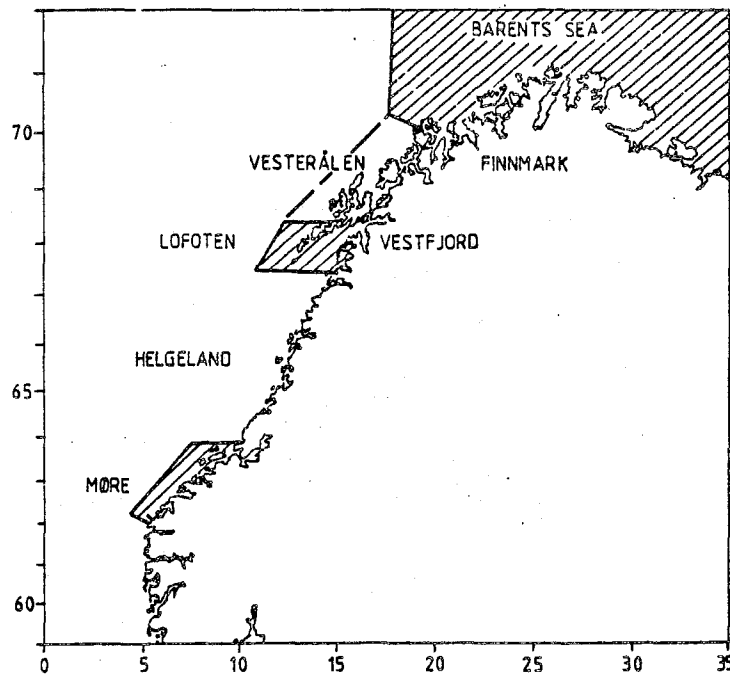 BARENTS SEA
70
VESTERÅLEN
FINNMARK
LOFOTEN
VESTFJORD
HELGELAND
65
MØRE
60
0 5 10 15 20 25 30 35